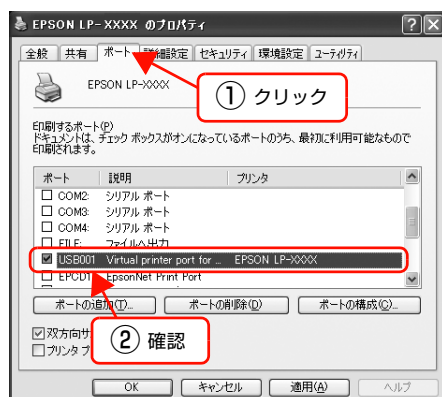 EPSON LP-XXXX のプロパティ
全般 共有 ポート 詳細設定 セキュリティ 環境設定 ユーティリティ
EPSON LP-XXXX
① クリック
印刷するポート(P)
ドキュメントは、チェック ボックスがオンになっているポートのうち、最初に利用可能なもので
印刷されます。
ポート 説明 プリンタ
COM2: シリアル ポート
COM3: シリアル ポート
COM4: シリアル ポート
FILE: ファイルへ出力
USB001 Virtual printer port for ... EPSON LP-XXXX
EPCD1 EpsonNet Print Port
ポートの追加(T)... ポートの削除(D) ポートの構成(C)...
双方向サ
プリンタ プ
② 確認
OK キャンセル 適用(A) ヘルプ